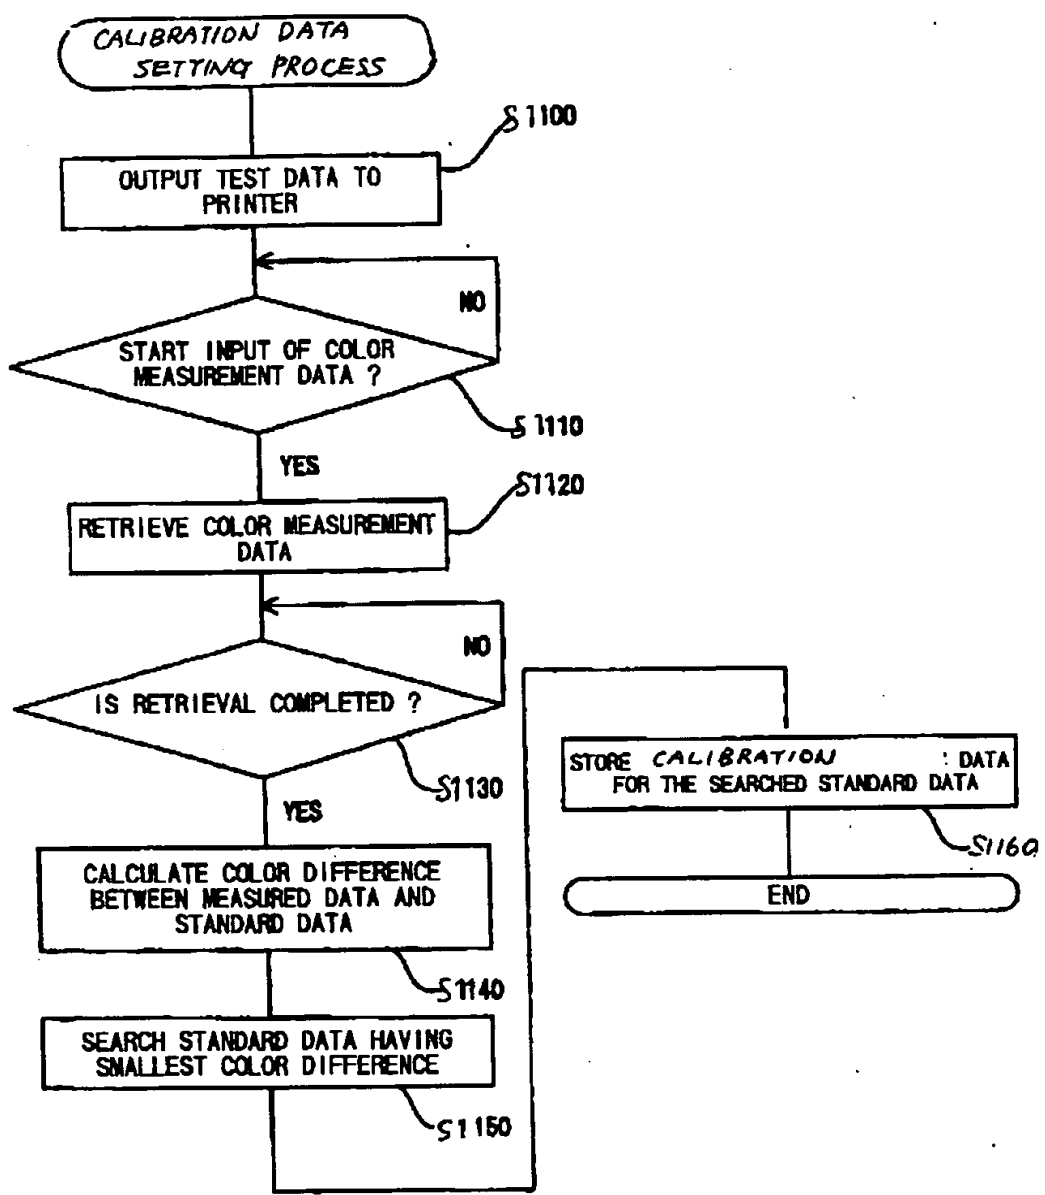 CALIBRATION DATA
SETTING PROCESS
S1100
OUTPUT TEST DATA TO
PRINTER
NO
START INPUT OF COLOR
MEASUREMENT DATA ?
S1110
YES
S1120
RETRIEVE COLOR MEASUREMENT
DATA
NO
IS RETRIEVAL COMPLETED ?
S1130
YES
CALCULATE COLOR DIFFERENCE
BETWEEN MEASURED DATA AND
STANDARD DATA
S1140
SEARCH STANDARD DATA HAVING
SMALLEST COLOR DIFFERENCE
S1150
STORE CALIBRATION DATA
FOR THE SEARCHED STANDARD DATA
S1160
END